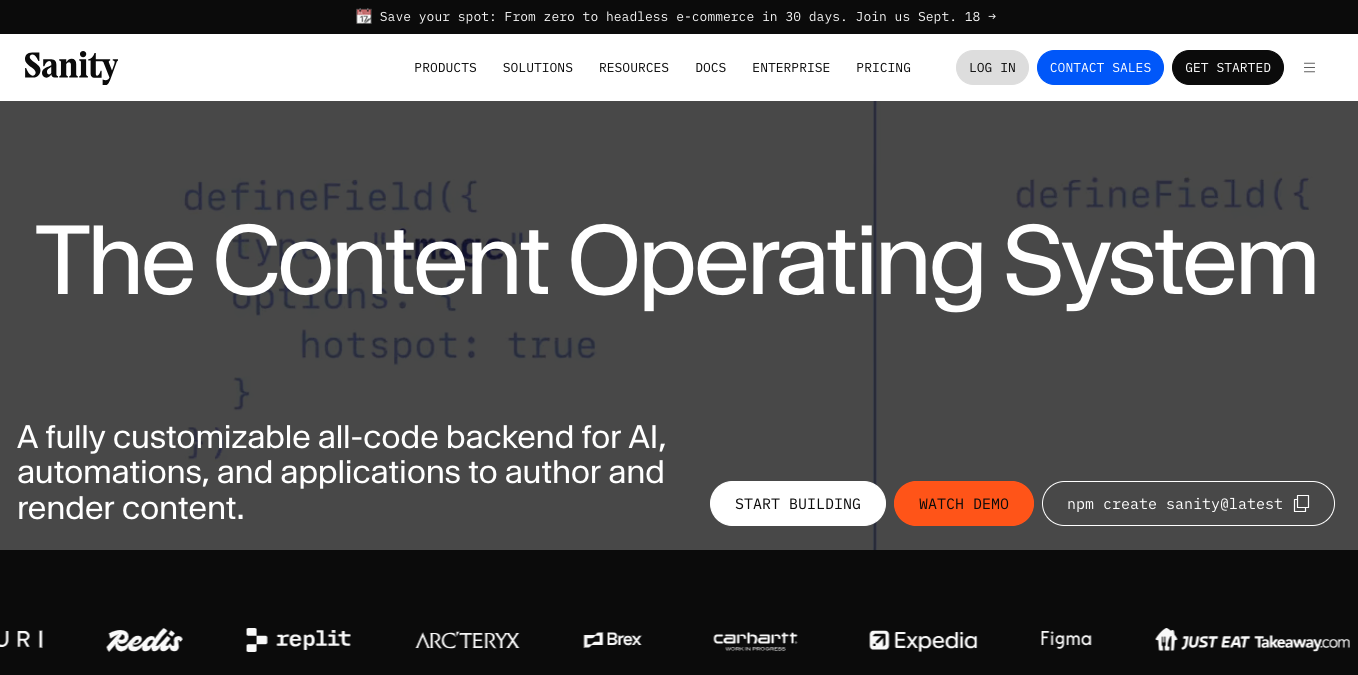 Save your spot: From zero to headless e-commerce in 30 days. Join us Sept. 18 →
Sanity
PRODUCTS SOLUTIONS RESOURCES DOCS ENTERPRISE PRICING LOG IN CONTACT SALES GET STARTED
defineField({ defineField({
type: "image"
The Content Operating System
options: {
hotspot: true
}
})
A fully customizable all-code backend for AI,
automations, and applications to author and
render content.
START BUILDING WATCH DEMO npm create sanity@latest
URI Redis replit ARC'TERYX Brex carhartt WORK IN PROGRESS Expedia Figma JUST EAT Takeaway.com